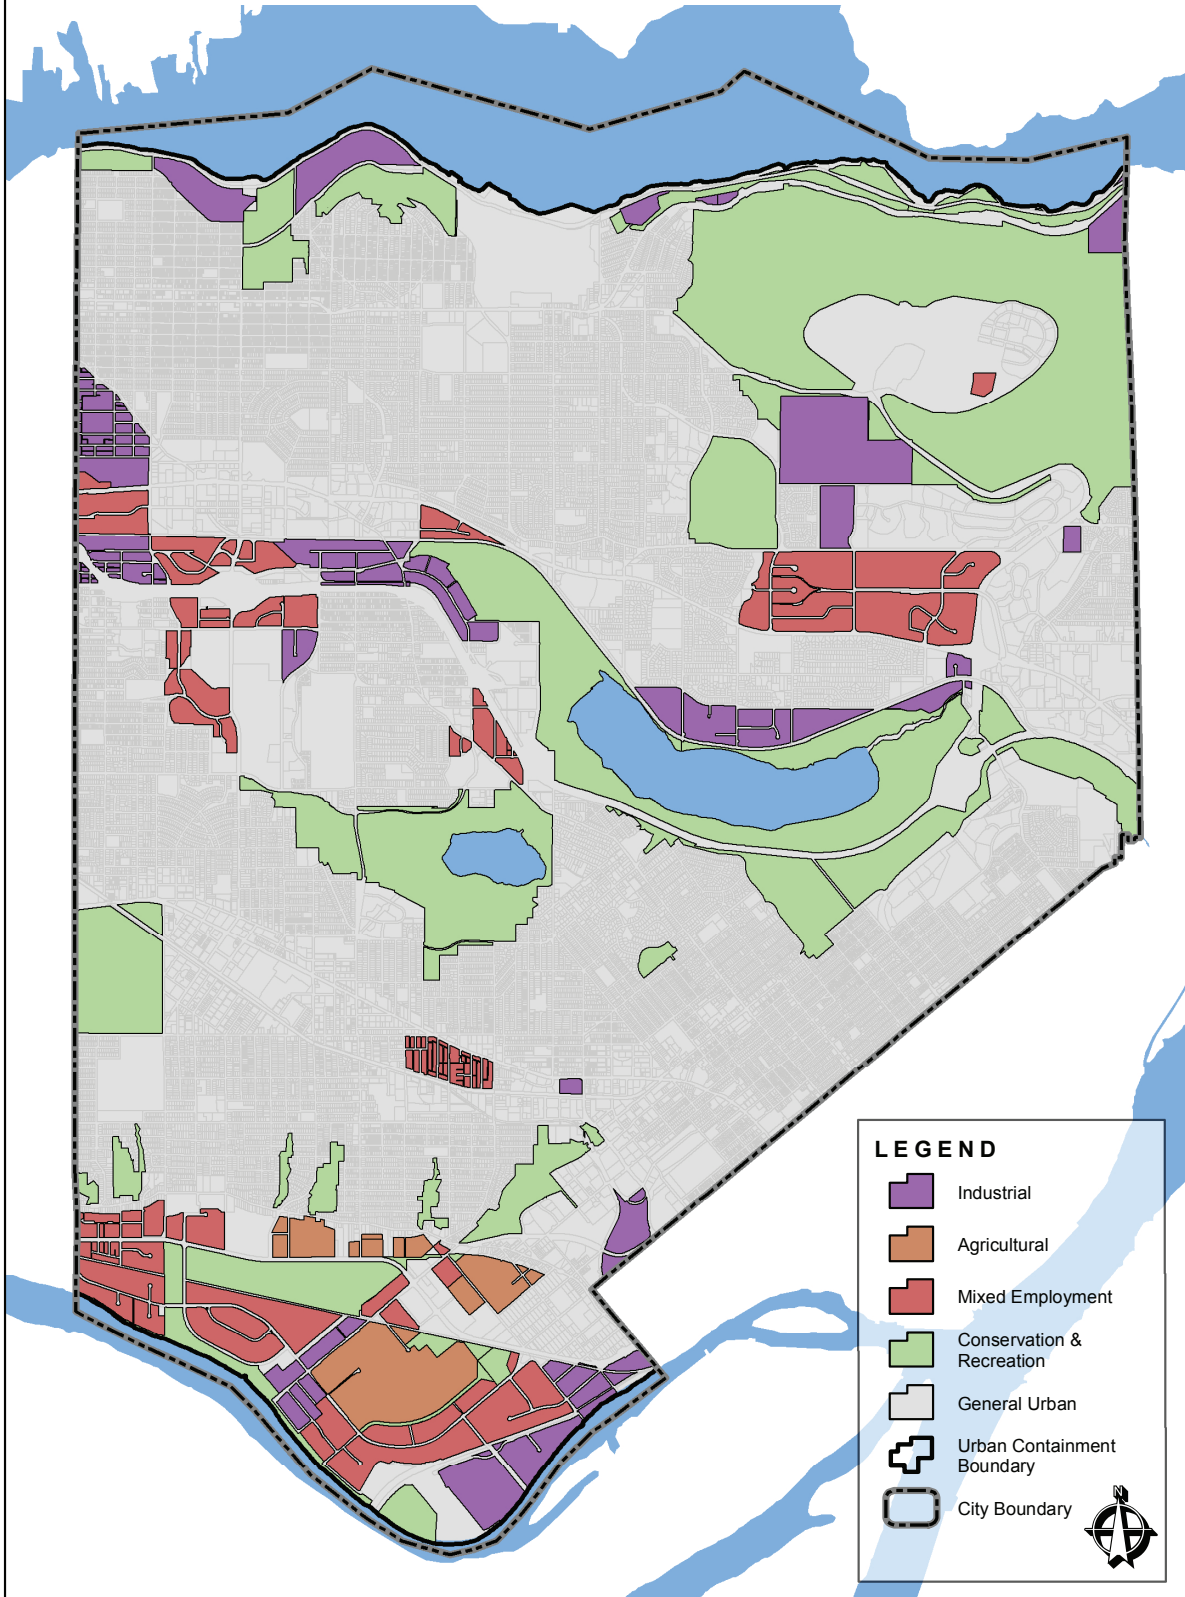 LEGEND
Industrial
Agricultural
Mixed Employment
Conservation &
Recreation
General Urban
Urban Containment
Boundary
City Boundary
N